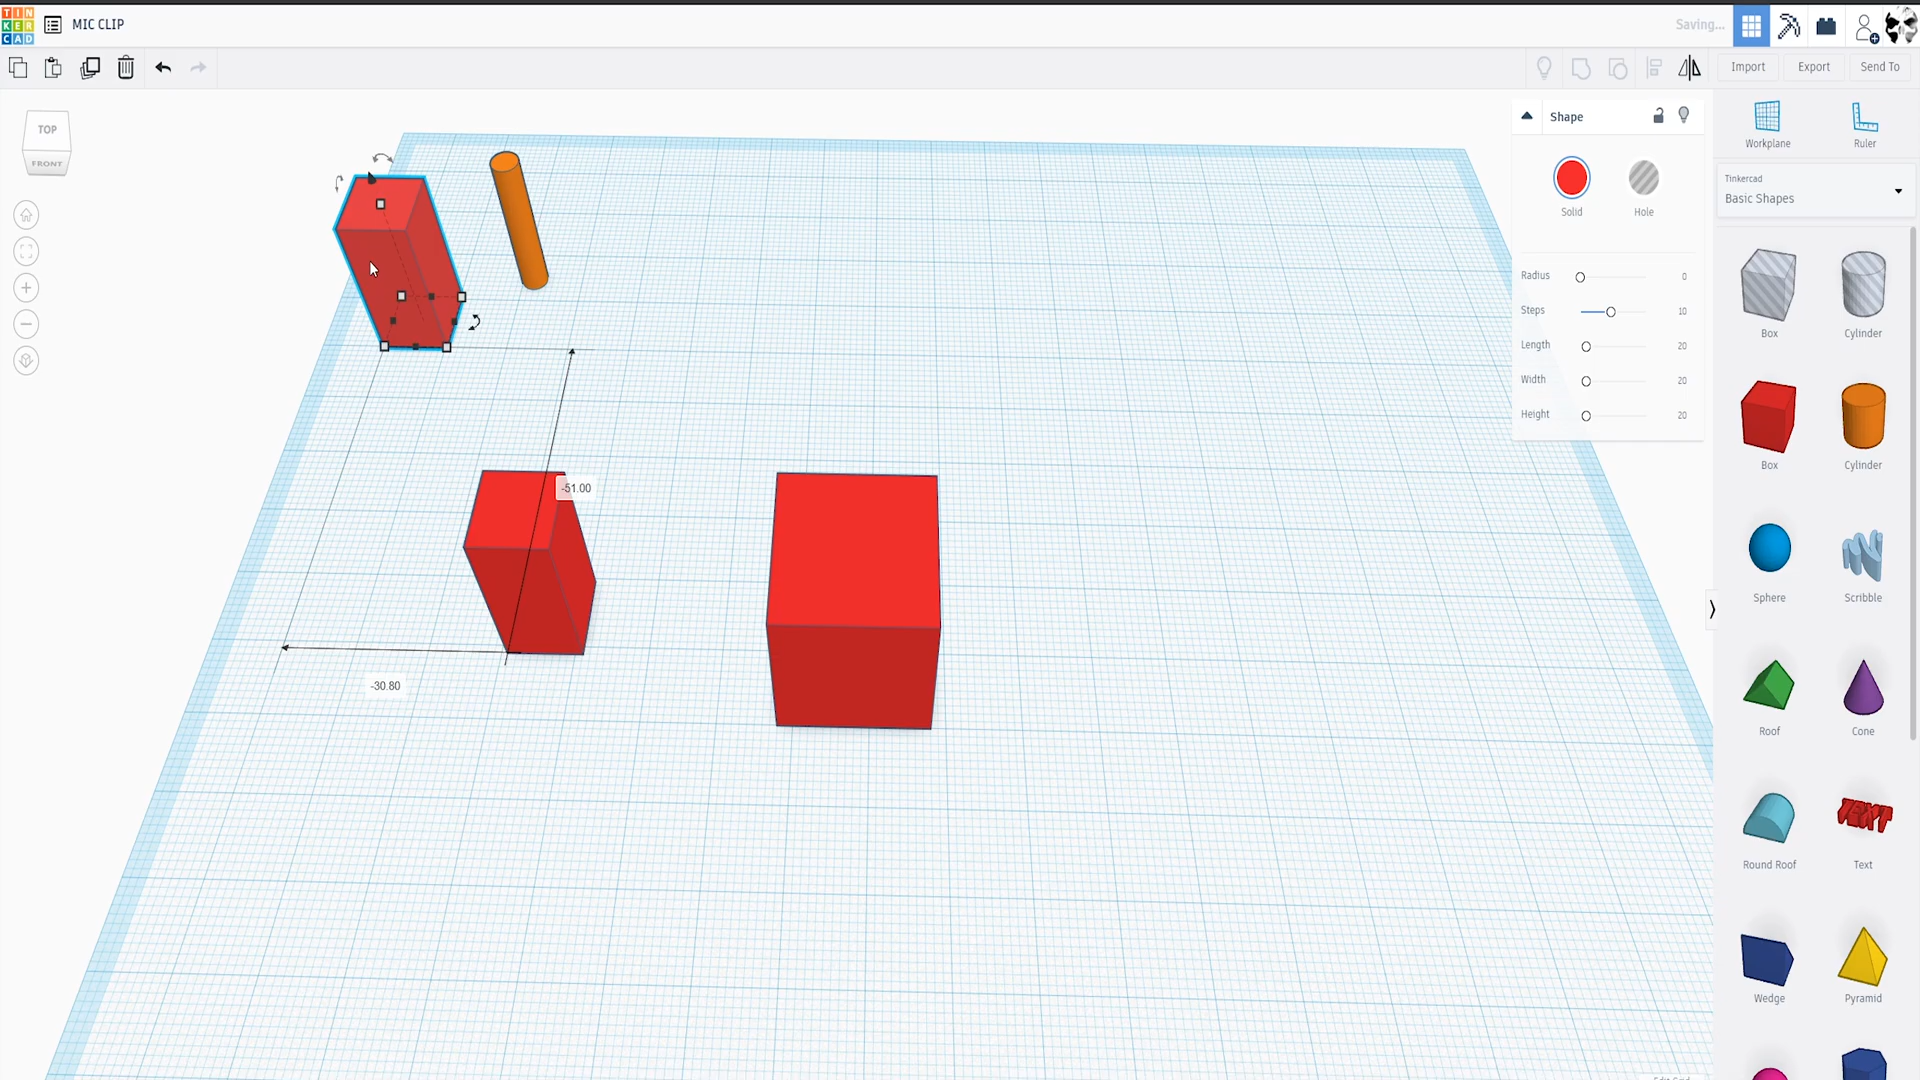 TIN
KER
CAD
MIC CLIP
Saving...
Import
Export
Send To
TOP
FRONT
Shape
Solid
Hole
Radius 0
Steps 10
Length 20
Width 20
Height 20
Workplane
Ruler
Tinkercad
Basic Shapes
Box
Cylinder
Box
Cylinder
Sphere
Scribble
Roof
Cone
Round Roof
TEXT
Text
Wedge
Pyramid
-51.00
-30.80